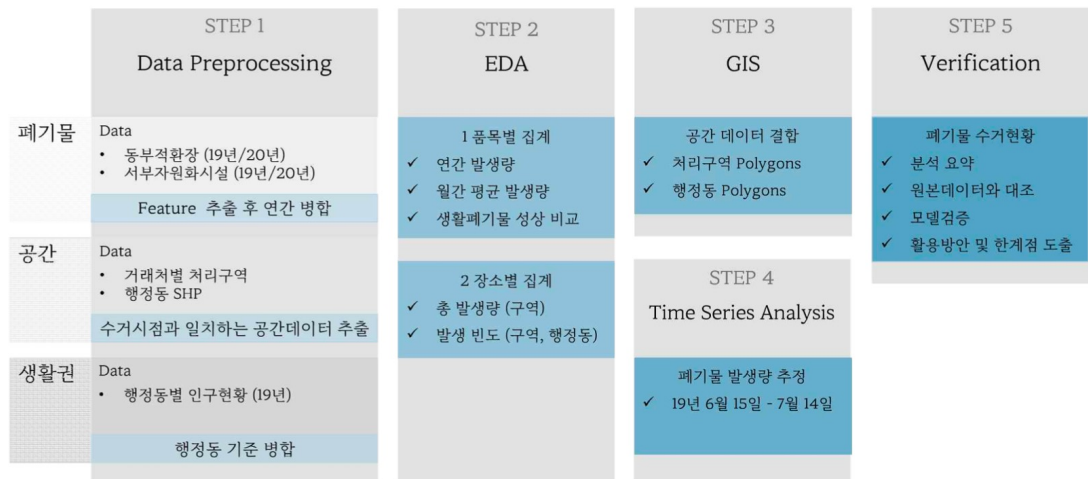 STEP 1
Data Preprocessing
폐기물
Data
• 동부적환장 (19년/20년)
• 서부자원화시설 (19년/20년)
Feature 추출 후 연간 병합
공간
Data
• 거래처별 처리구역
• 행정동 SHP
수거시점과 일치하는 공간데이터 추출
생활권
Data
• 행정동별 인구현황 (19년)
행정동 기준 병합
STEP 2
EDA
1 품목별 집계
✓ 연간 발생량
✓ 월간 평균 발생량
✓ 생활폐기물 성상 비교
2 장소별 집계
✓ 총 발생량 (구역)
✓ 발생 빈도 (구역, 행정동)
STEP 3
GIS
공간 데이터 결합
✓ 처리구역 Polygons
✓ 행정동 Polygons
STEP 4
Time Series Analysis
폐기물 발생량 추정
✓ 19년 6월 15일 - 7월 14일
STEP 5
Verification
폐기물 수거현황
✓ 분석 요약
✓ 원본데이터와 대조
✓ 모델검증
✓ 활용방안 및 한계점 도출